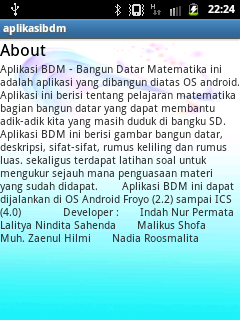 22:24
aplikasibdm
About
Aplikasi BDM - Bangun Datar Matematika ini
adalah aplikasi yang dibangun diatas OS android.
Aplikasi ini berisi tentang pelajaran matematika
bagian bangun datar yang dapat membantu
adik-adik kita yang masih duduk di bangku SD.
Aplikasi BDM ini berisi gambar bangun datar,
deskripsi, sifat-sifat, rumus keliling dan rumus
luas. sekaligus terdapat latihan soal untuk
mengukur sejauh mana penguasaan materi
yang sudah didapat. Aplikasi BDM ini dapat
dijalankan di OS Android Froyo (2.2) sampai ICS
(4.0) Developer : Indah Nur Permata
Lalitya Nindita Sahenda Malikus Shofa
Muh. Zaenul Hilmi Nadia Roosmalita